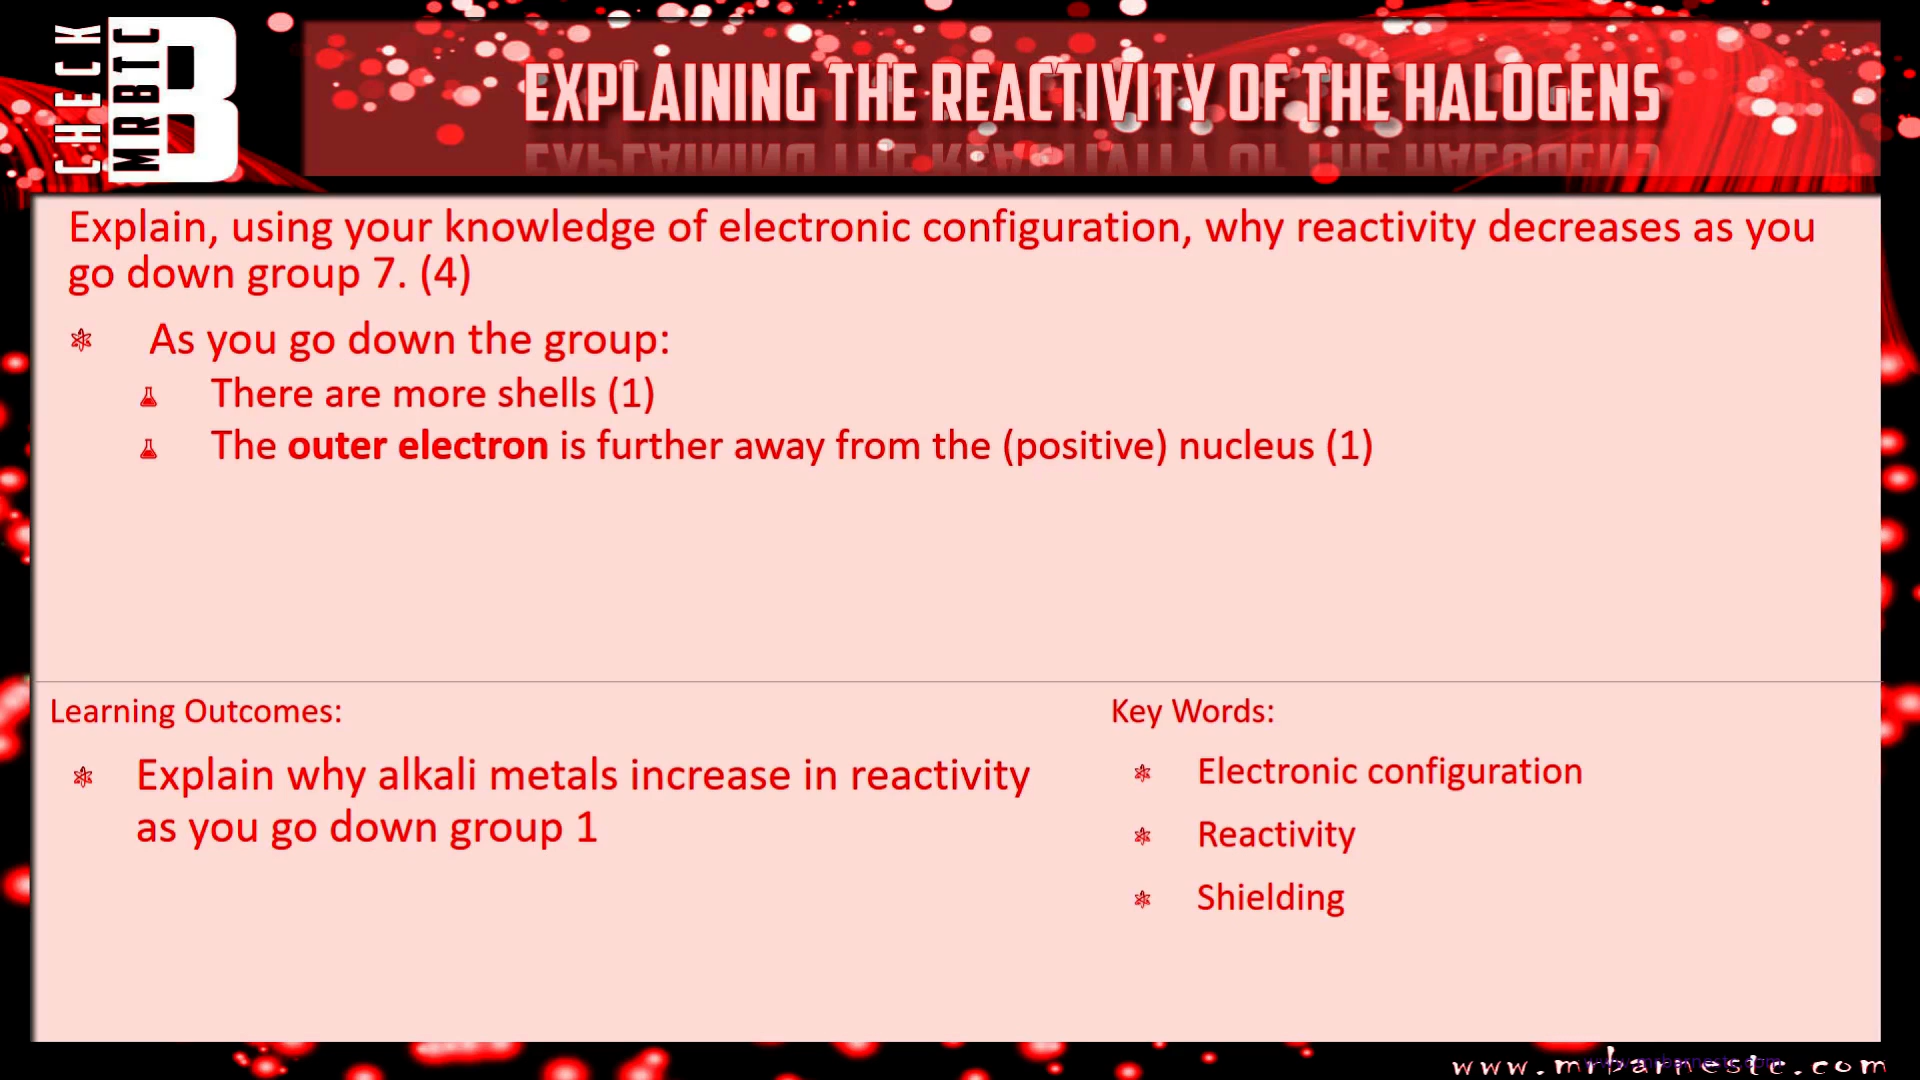 CHECK
MRBTC
B
EXPLAINING THE REACTIVITY OF THE HALOGENS
Explain, using your knowledge of electronic configuration, why reactivity decreases as you
go down group 7. (4)
As you go down the group:
There are more shells (1)
The outer electron is further away from the (positive) nucleus (1)
Learning Outcomes:
Explain why alkali metals increase in reactivity
as you go down group 1
Key Words:
Electronic configuration
Reactivity
Shielding
www.mrbarnestc.com